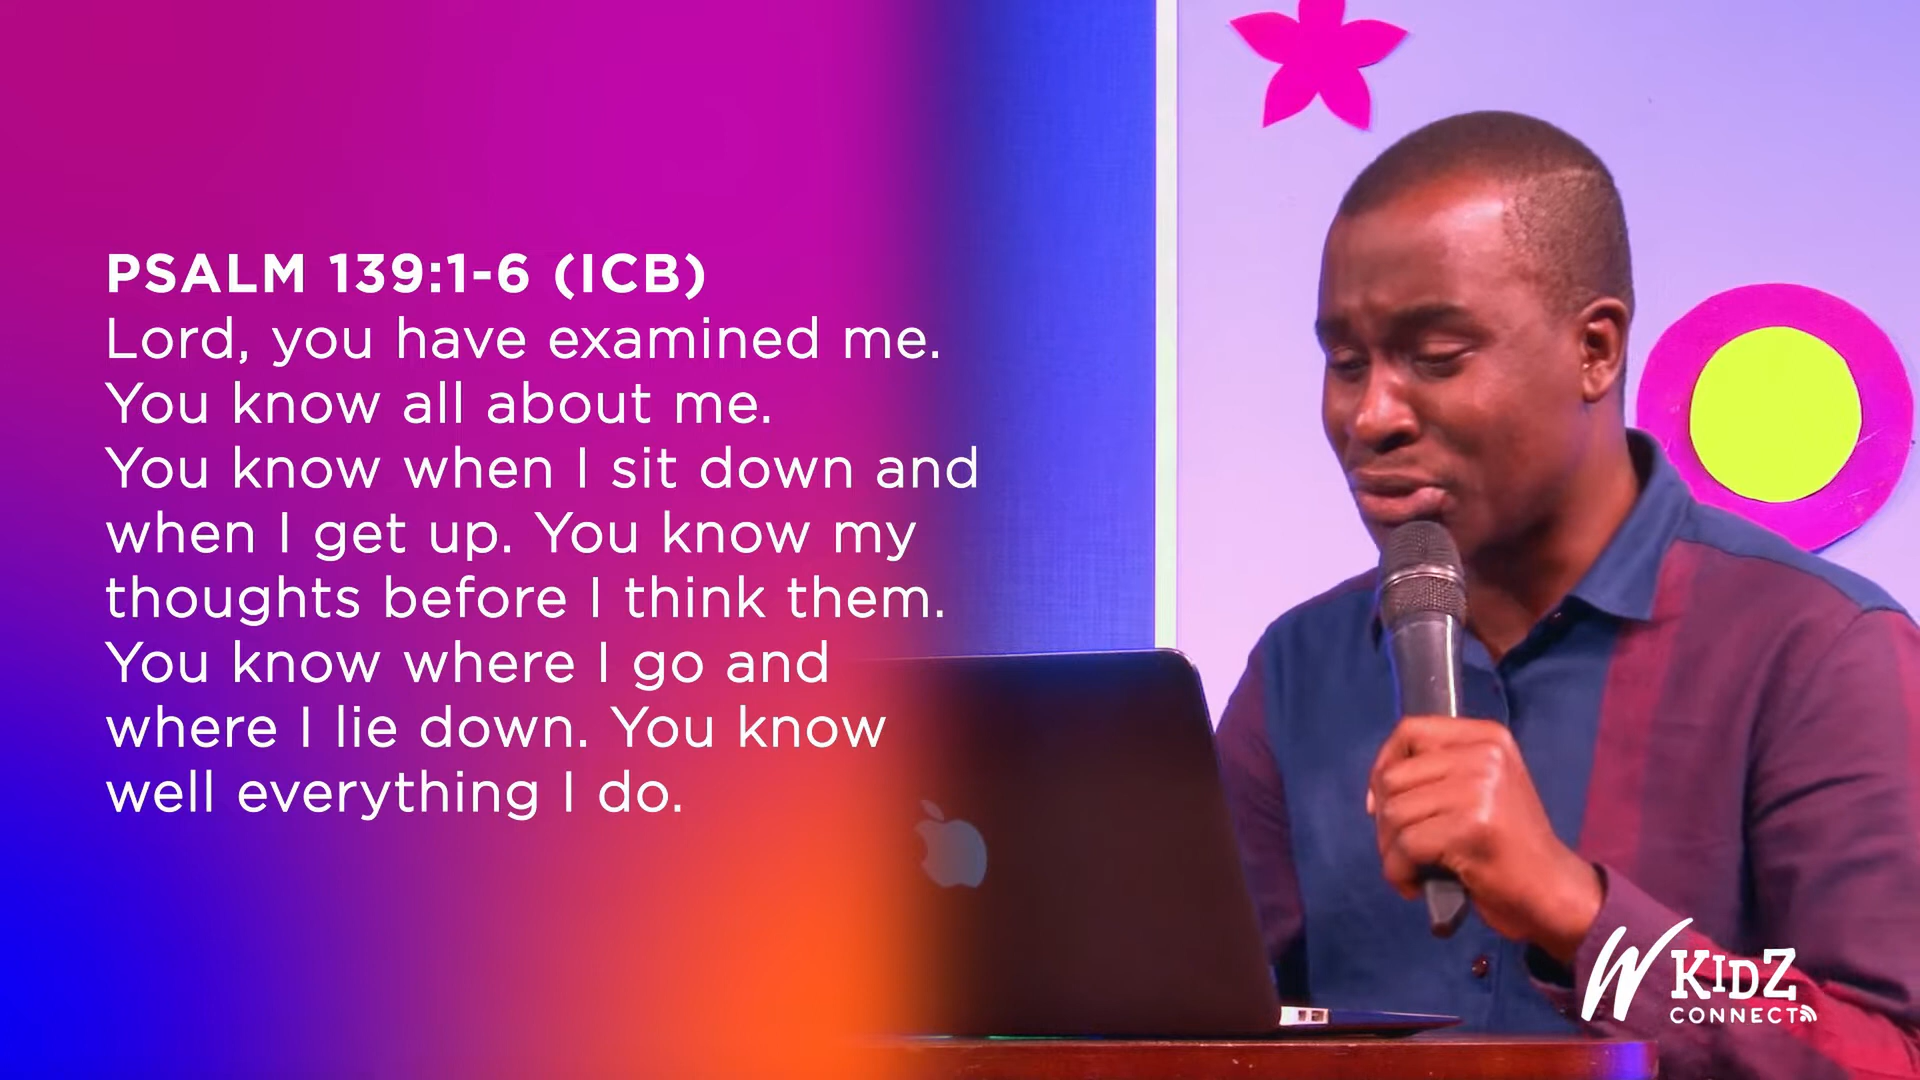 PSALM 139:1-6 (ICB)
Lord, you have examined me.
You know all about me.
You know when I sit down and
when I get up. You know my
thoughts before I think them.
You know where I go and
where I lie down. You know
well everything I do.
W KIDZ
CONNECT